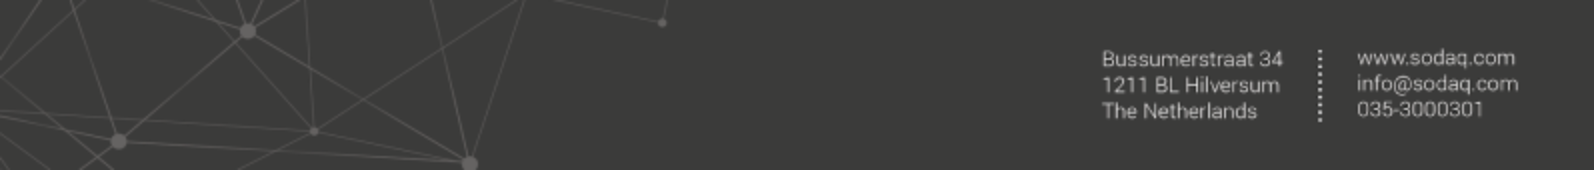 Bussumerstraat 34
1211 BL Hilversum
The Netherlands
www.sodaq.com
info@sodaq.com
035-3000301